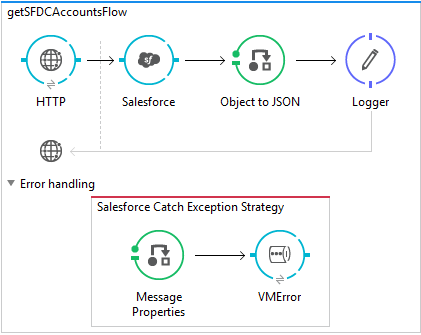 getSFDCAccountsFlow
HTTP
Salesforce
Object to JSON
Logger
Error handling
Salesforce Catch Exception Strategy
Message
Properties
VMError